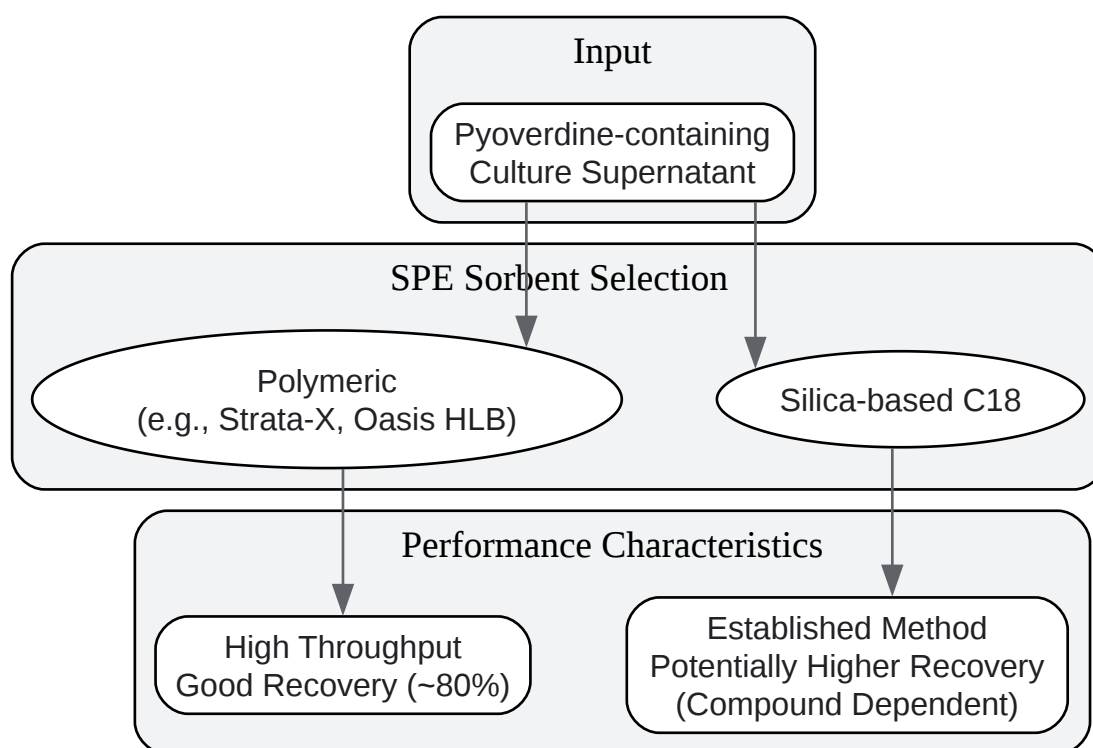 Input
Pyoverdine-containing
Culture Supernatant
SPE Sorbent Selection
Polymeric
(e.g., Strata-X, Oasis HLB)
Silica-based C18
Performance Characteristics
High Throughput
Good Recovery (~80%)
Established Method
Potentially Higher Recovery
(Compound Dependent)